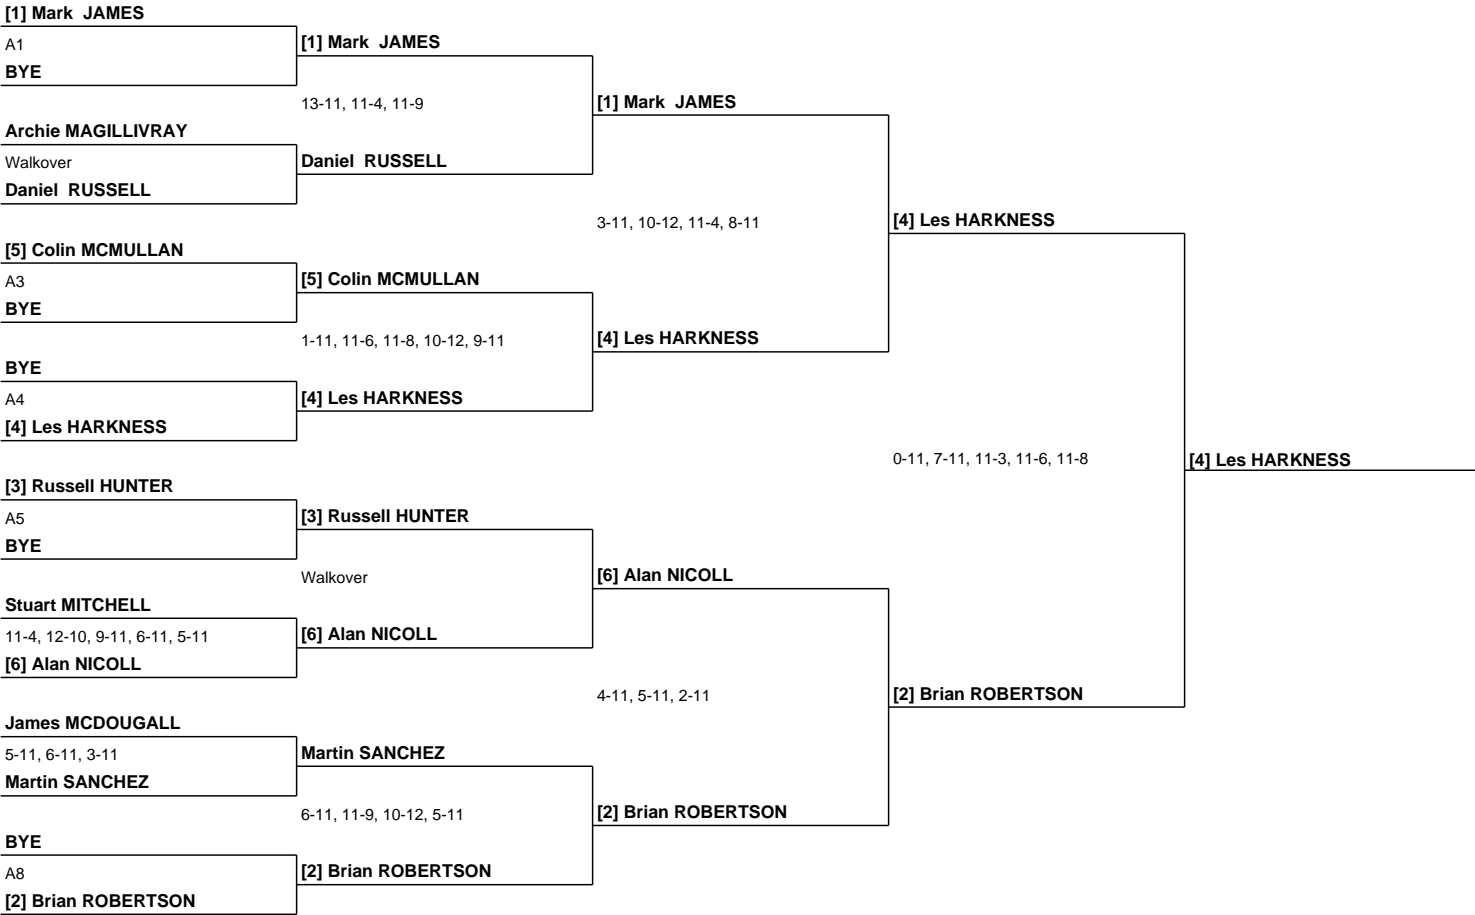 [1] Mark  JAMES
A1
BYE
Archie MAGILLIVRAY
Walkover
Daniel  RUSSELL
[5] Colin MCMULLAN
A3
BYE
BYE
A4
[4] Les HARKNESS
[3] Russell HUNTER
A5
BYE
Stuart MITCHELL
11-4, 12-10, 9-11, 6-11, 5-11
[6] Alan NICOLL
James MCDOUGALL
5-11, 6-11, 3-11
Martin SANCHEZ
BYE
A8
[2] Brian ROBERTSON
[1] Mark  JAMES
13-11, 11-4, 11-9
Daniel  RUSSELL
[5] Colin MCMULLAN
1-11, 11-6, 11-8, 10-12, 9-11
[4] Les HARKNESS
[3] Russell HUNTER
Walkover
[6] Alan NICOLL
Martin SANCHEZ
6-11, 11-9, 10-12, 5-11
[2] Brian ROBERTSON
[1] Mark  JAMES
3-11, 10-12, 11-4, 8-11
[4] Les HARKNESS
[6] Alan NICOLL
4-11, 5-11, 2-11
[2] Brian ROBERTSON
[4] Les HARKNESS
0-11, 7-11, 11-3, 11-6, 11-8
[2] Brian ROBERTSON
[4] Les HARKNESS